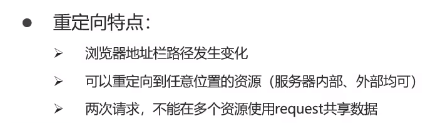 ● 重定向特点：
➢ 浏览器地址栏路径发生变化
➢ 可以重定向到任意位置的资源（服务器内部、外部均可）
➢ 两次请求，不能在多个资源使用request共享数据